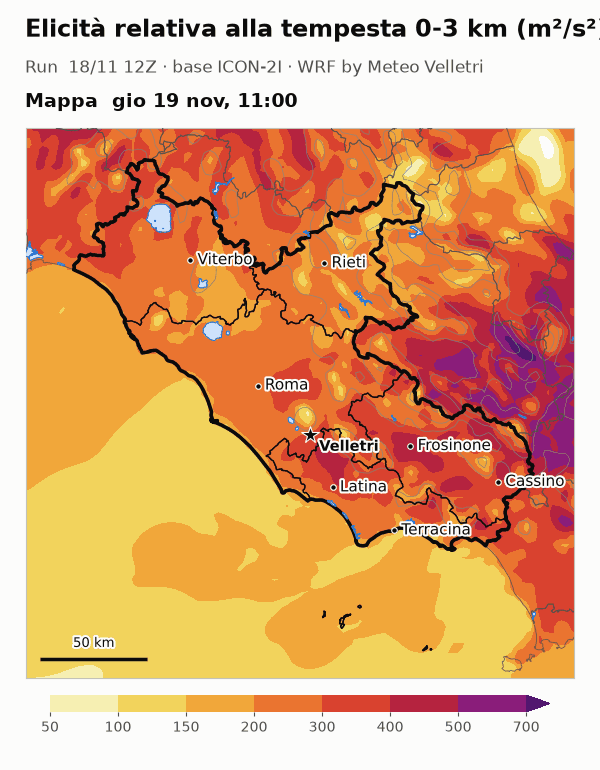 Elicità relativa alla tempesta 0-3 km (m²/s²)
Run 18/11 12Z · base ICON-2I · WRF by Meteo Velletri
Mappa gio 19 nov, 11:00
Viterbo
Rieti
Roma
Velletri
Frosinone
Cassino
Latina
Terracina
50 km
50 100 150 200 300 400 500 700